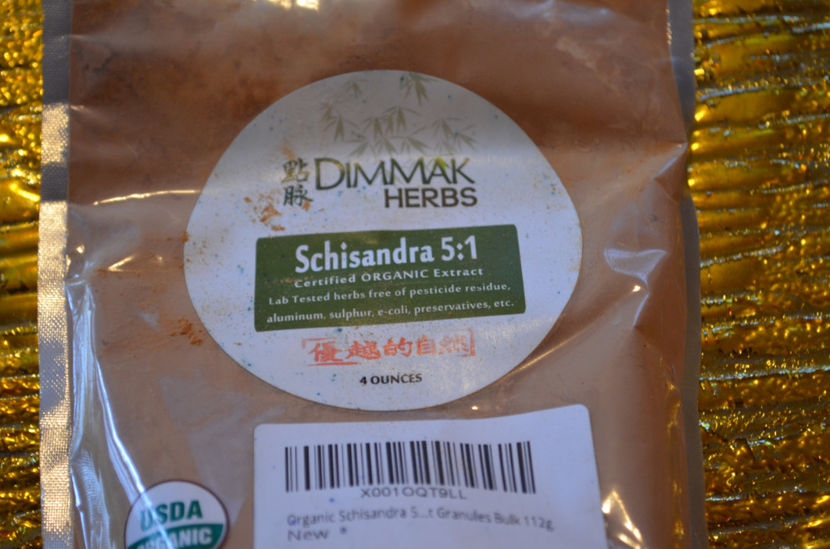 點脉
DIMMAK
HERBS
Schisandra 5:1
Certified ORGANIC Extract
Lab Tested herbs free of pesticide residue,
aluminum, sulphur, e-coli, preservatives, etc.
優越的自然
4 OUNCES
X001OQT9LL
Organic Schisandra 5...t Granules Bulk 112g
New *
USDA
ORGANIC